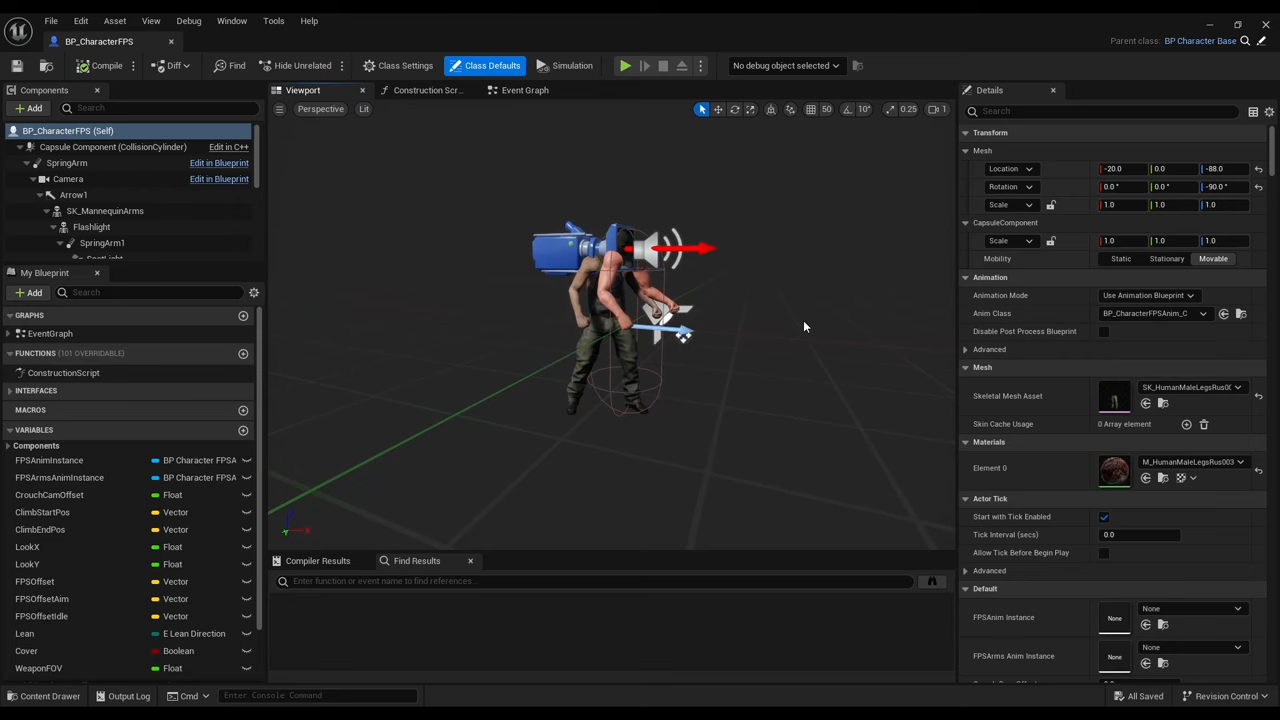 File Edit Asset View Debug Window Tools Help
BP_CharacterFPS
Parent class: BP Character Base
Compile Diff Find Hide Unrelated Class Settings Class Defaults Simulation No debug object selected
Components
Add Search
BP_CharacterFPS (Self)
Capsule Component (CollisionCylinder) Edit in C++
SpringArm Edit in Blueprint
Camera Edit in Blueprint
Arrow1
SK_MannequinArms
Flashlight
SpringArm1
My Blueprint
Add Search
GRAPHS
EventGraph
FUNCTIONS (101 OVERRIDABLE)
ConstructionScript
INTERFACES
MACROS
VARIABLES
Components
FPSAnimInstance BP Character FPSA
FPSArmsAnimInstance BP Character FPSA
CrouchCamOffset Float
ClimbStartPos Vector
ClimbEndPos Vector
LookX Float
LookY Float
FPSOffset Vector
FPSOffsetAim Vector
FPSOffsetIdle Vector
Lean E Lean Direction
Cover Boolean
WeaponFOV Float
Viewport Construction Scr... Event Graph
Perspective Lit 50 10° 0.25 1
Compiler Results Find Results
Enter function or event name to find references...
Details
Search
Transform
Mesh
Location -20.0 0.0 -88.0
Rotation 0.0 ° 0.0 ° -90.0 °
Scale 1.0 1.0 1.0
CapsuleComponent
Scale 1.0 1.0 1.0
Mobility Static Stationary Movable
Animation
Animation Mode Use Animation Blueprint
Anim Class BP_CharacterFPSAnim_C
Disable Post Process Blueprint
Advanced
Mesh
Skeletal Mesh Asset SK_HumanMaleLegsRus00
Skin Cache Usage 0 Array element
Materials
Element 0 M_HumanMaleLegsRus003
Actor Tick
Start with Tick Enabled
Tick Interval (secs) 0.0
Allow Tick Before Begin Play
Advanced
Default
FPSAnim Instance None None
FPSArms Anim Instance None None
Content Drawer Output Log Cmd Enter Console Command All Saved Revision Control